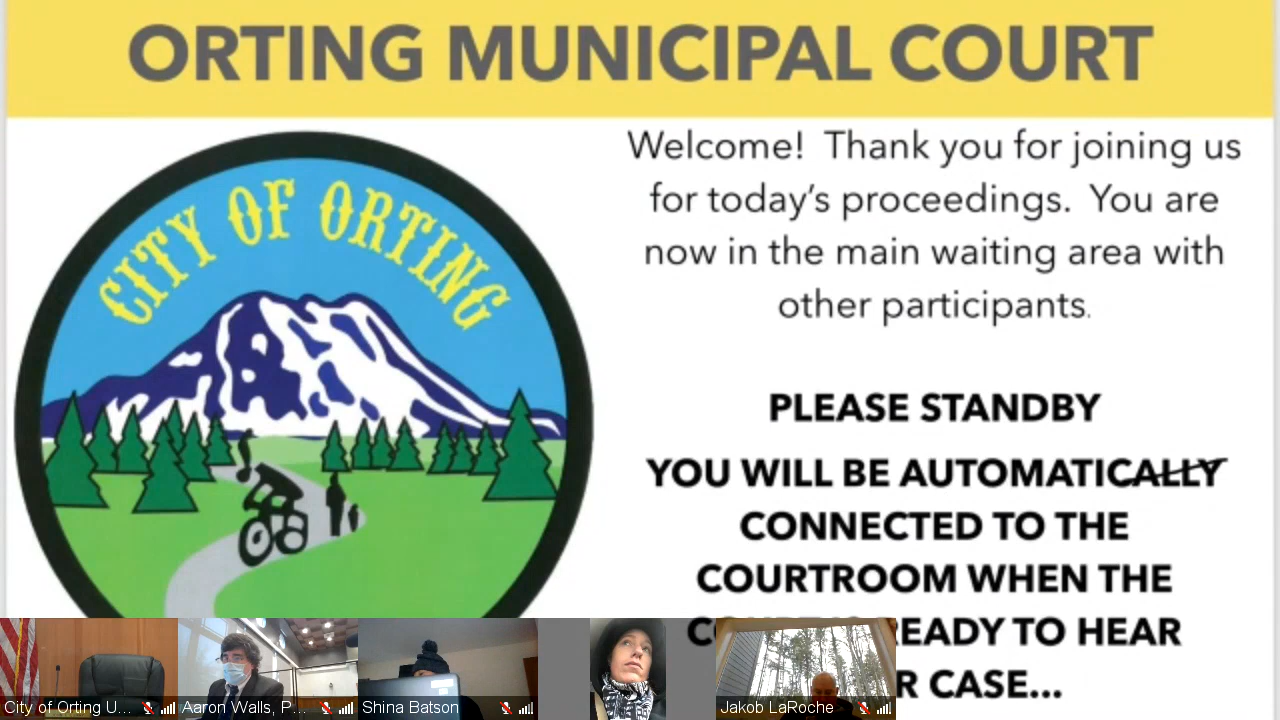 ORTING MUNICIPAL COURT
CITY OF ORTING
Welcome!  Thank you for joining us
for today's proceedings.  You are
now in the main waiting area with
other participants.
PLEASE STANDBY
YOU WILL BE AUTOMATICALLY
CONNECTED TO THE
COURTROOM WHEN THE
READY TO HEAR
CASE...
City of Orting U...
Aaron Walls, P...
Shina Batson
Jakob LaRoche